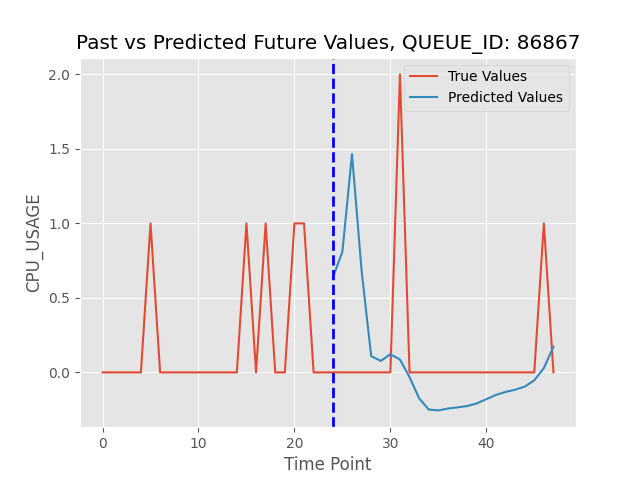 Past vs Predicted Future Values, QUEUE_ID: 86867
True Values
Predicted Values
2.0
1.5
1.0
0.5
0.0
CPU_USAGE
0 10 20 30 40
Time Point